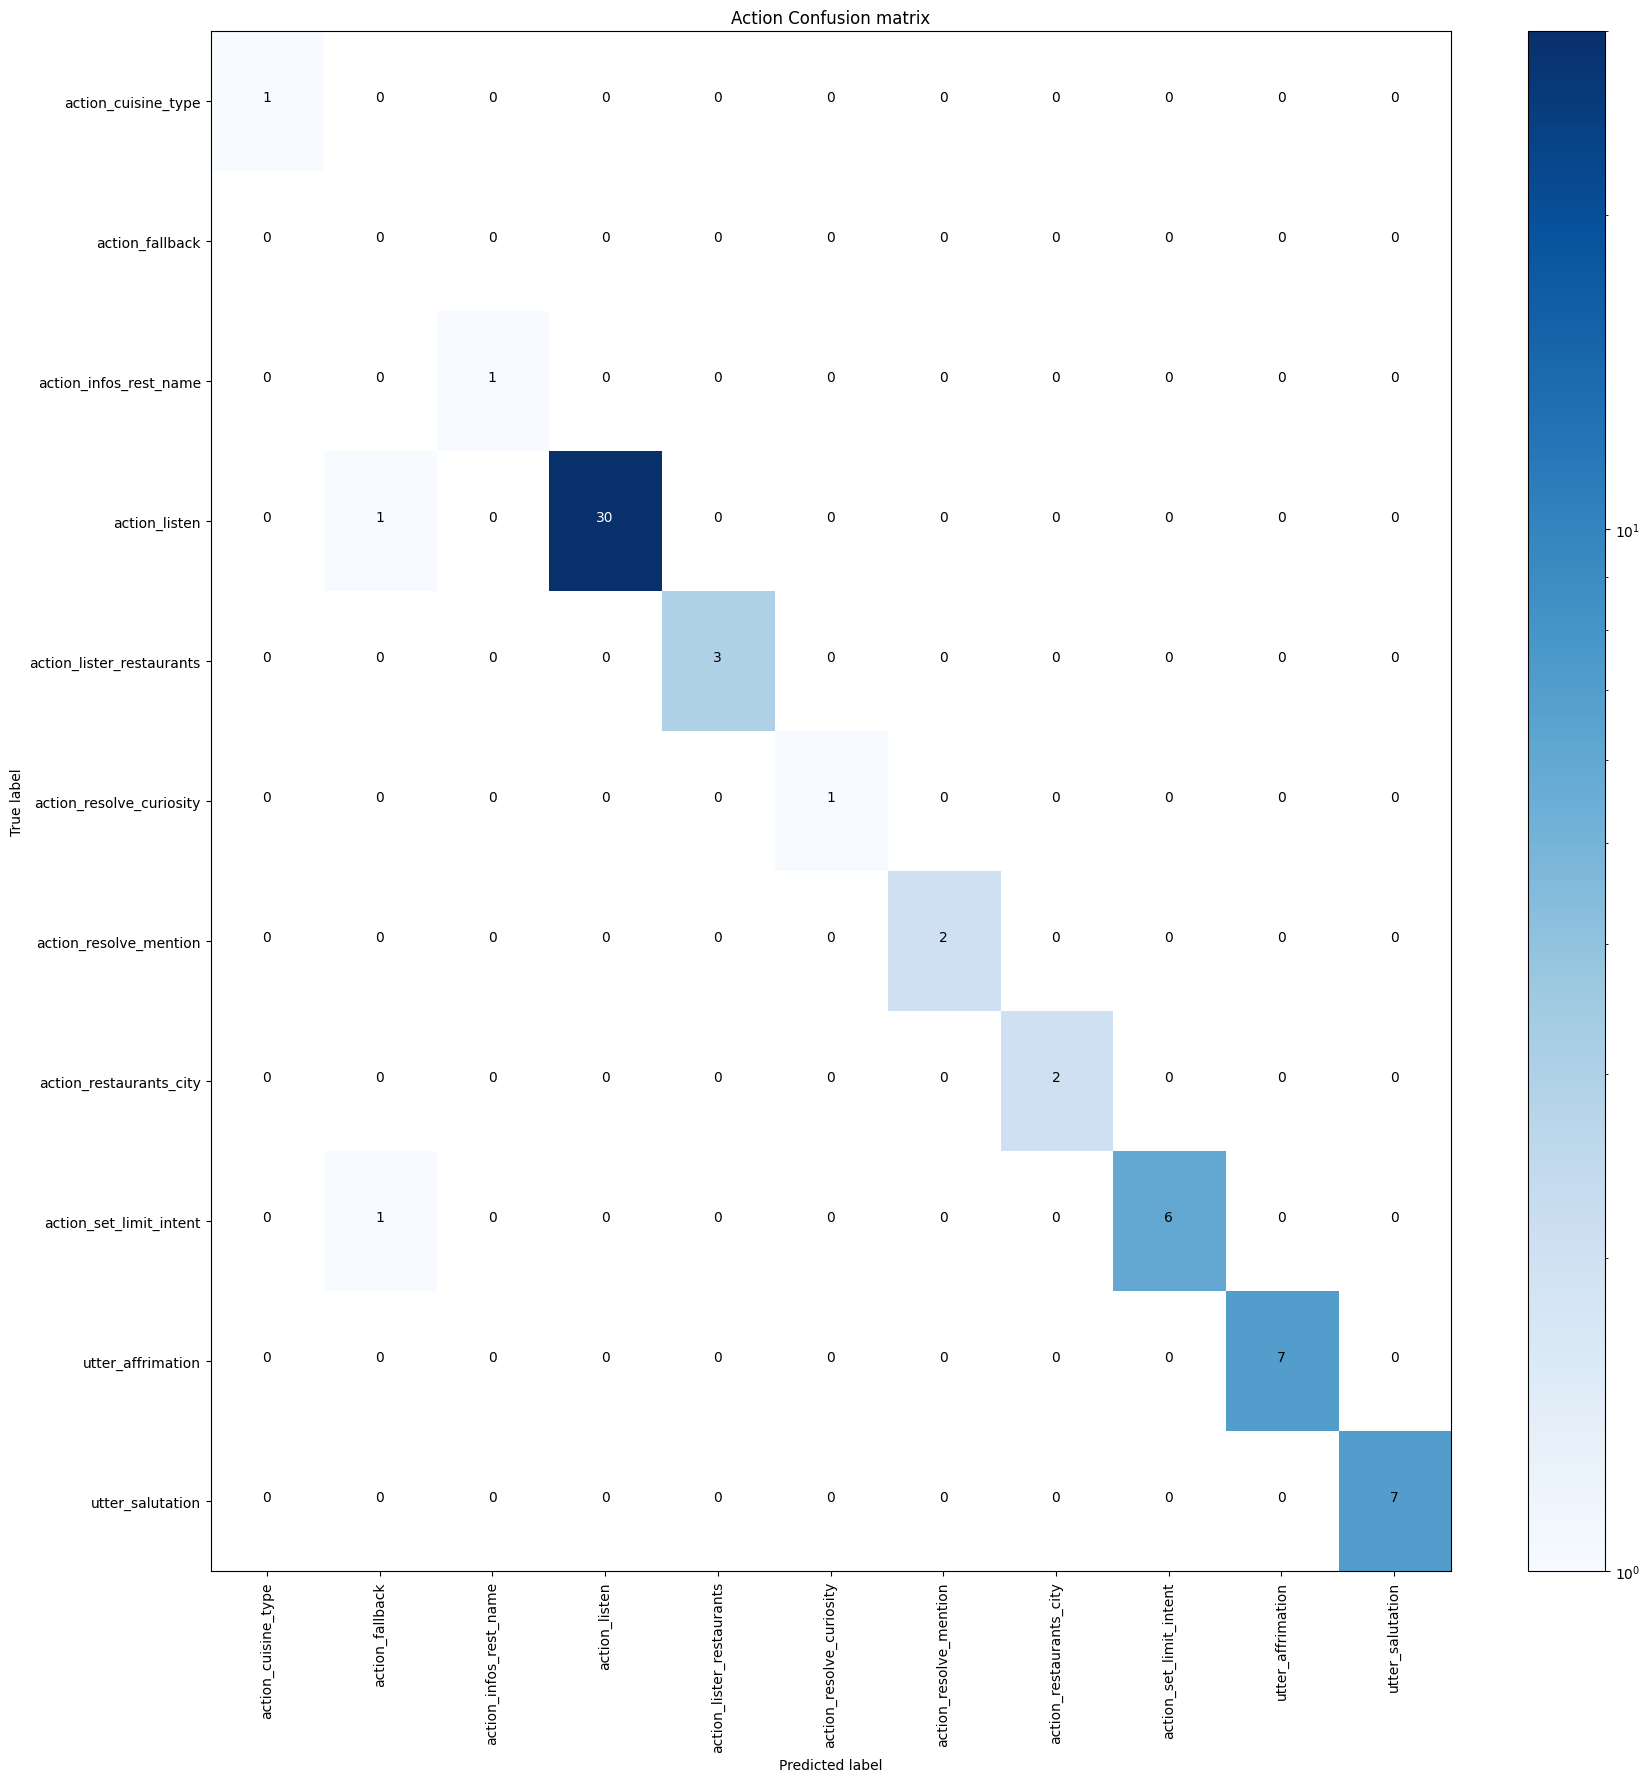 Action Confusion matrix
action_cuisine_type 1 0 0 0 0 0 0 0 0 0 0
action_fallback 0 0 0 0 0 0 0 0 0 0 0
action_infos_rest_name 0 0 1 0 0 0 0 0 0 0 0
action_listen 0 1 0 30 0 0 0 0 0 0 0
10¹
action_lister_restaurants 0 0 0 0 3 0 0 0 0 0 0
True label
action_resolve_curiosity 0 0 0 0 0 1 0 0 0 0 0
action_resolve_mention 0 0 0 0 0 0 2 0 0 0 0
action_restaurants_city 0 0 0 0 0 0 0 2 0 0 0
action_set_limit_intent 0 1 0 0 0 0 0 0 6 0 0
utter_affrimation 0 0 0 0 0 0 0 0 0 7 0
utter_salutation 0 0 0 0 0 0 0 0 0 0 7
10⁰
action_cuisine_type
action_fallback
action_infos_rest_name
action_listen
action_lister_restaurants
action_resolve_curiosity
action_resolve_mention
action_restaurants_city
action_set_limit_intent
utter_affrimation
utter_salutation
Predicted label